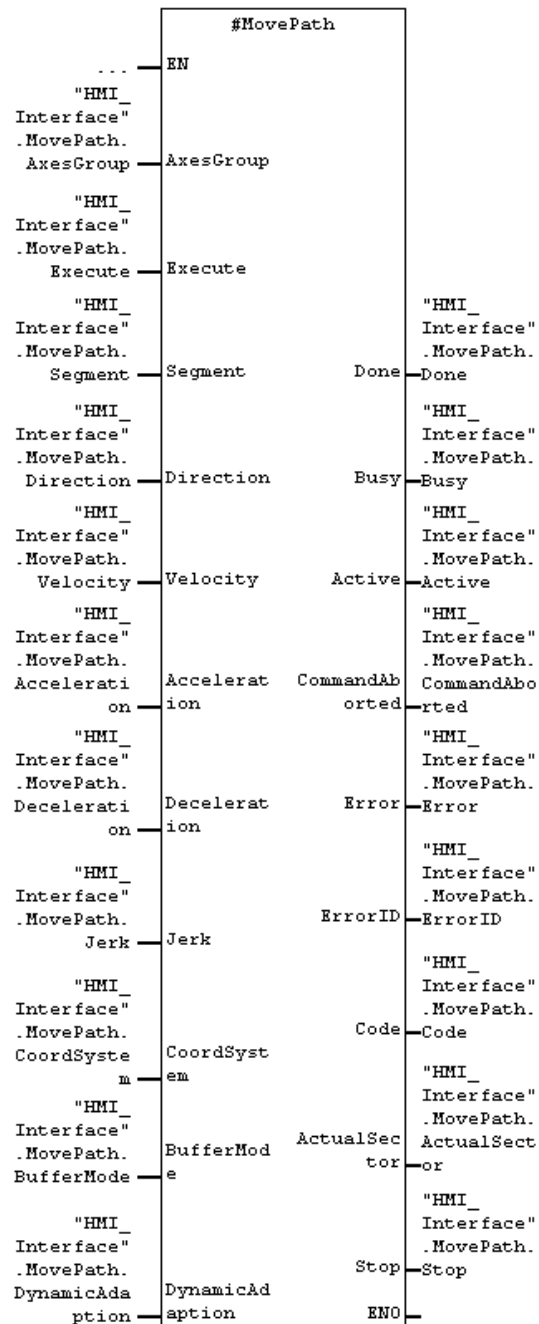 #MovePath
... EN
"HMI_
Interface"
.MovePath.
AxesGroup AxesGroup
"HMI_
Interface"
.MovePath.
Execute Execute
"HMI_
Interface"
.MovePath.
Segment Segment
"HMI_
Interface"
.MovePath.
Direction Direction
"HMI_
Interface"
.MovePath.
Velocity Velocity
"HMI_
Interface"
.MovePath.
Accelerati Accelerat
on ion
"HMI_
Interface"
.MovePath.
Decelerati Decelerat
on ion
"HMI_
Interface"
.MovePath.
Jerk Jerk
"HMI_
Interface"
.MovePath.
CoordSyste CoordSyst
m em
"HMI_
Interface"
.MovePath. BufferMod
BufferMode e
"HMI_
Interface"
.MovePath.
DynamicAda DynamicAd
ption aption
"HMI_
Interface"
.MovePath.
Done Done
"HMI_
Interface"
.MovePath.
Busy Busy
"HMI_
Interface"
.MovePath.
Active Active
"HMI_
Interface"
.MovePath.
CommandAb CommandAbo
orted rted
"HMI_
Interface"
.MovePath.
Error Error
"HMI_
Interface"
.MovePath.
ErrorID ErrorID
"HMI_
Interface"
.MovePath.
Code Code
"HMI_
Interface"
.MovePath.
ActualSec ActualSect
tor or
"HMI_
Interface"
.MovePath.
Stop Stop
ENO